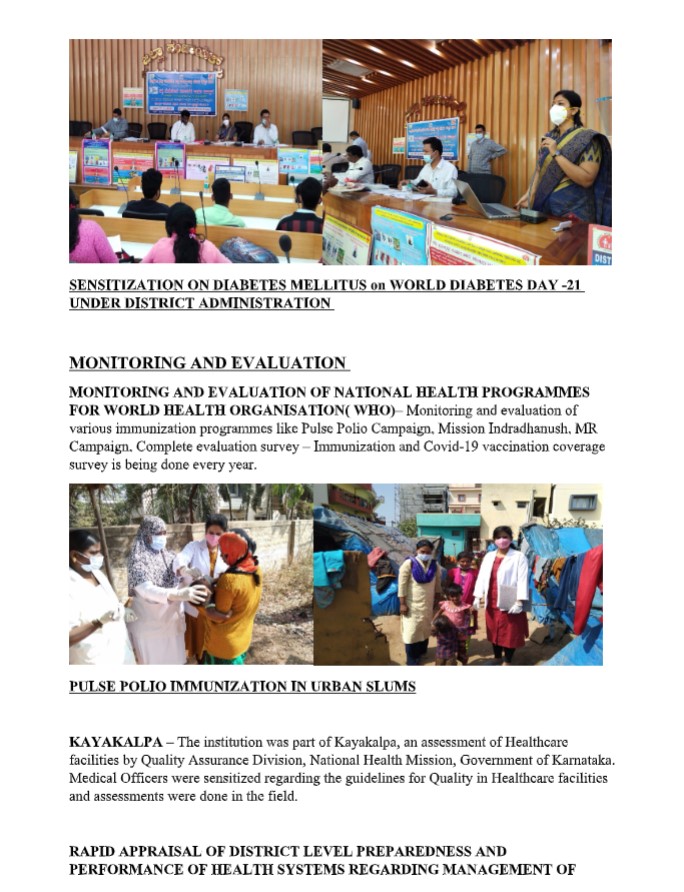 DIST
SENSITIZATION ON DIABETES MELLITUS on WORLD DIABETES DAY -21
UNDER DISTRICT ADMINISTRATION
MONITORING AND EVALUATION
MONITORING AND EVALUATION OF NATIONAL HEALTH PROGRAMMES
FOR WORLD HEALTH ORGANISATION( WHO)– Monitoring and evaluation of
various immunization programmes like Pulse Polio Campaign, Mission Indradhanush, MR
Campaign, Complete evaluation survey – Immunization and Covid-19 vaccination coverage
survey is being done every year.
PULSE POLIO IMMUNIZATION IN URBAN SLUMS
KAYAKALPA – The institution was part of Kayakalpa, an assessment of Healthcare
facilities by Quality Assurance Division, National Health Mission, Government of Karnataka.
Medical Officers were sensitized regarding the guidelines for Quality in Healthcare facilities
and assessments were done in the field.
RAPID APPRAISAL OF DISTRICT LEVEL PREPAREDNESS AND
PERFORMANCE OF HEALTH SYSTEMS REGARDING MANAGEMENT OF